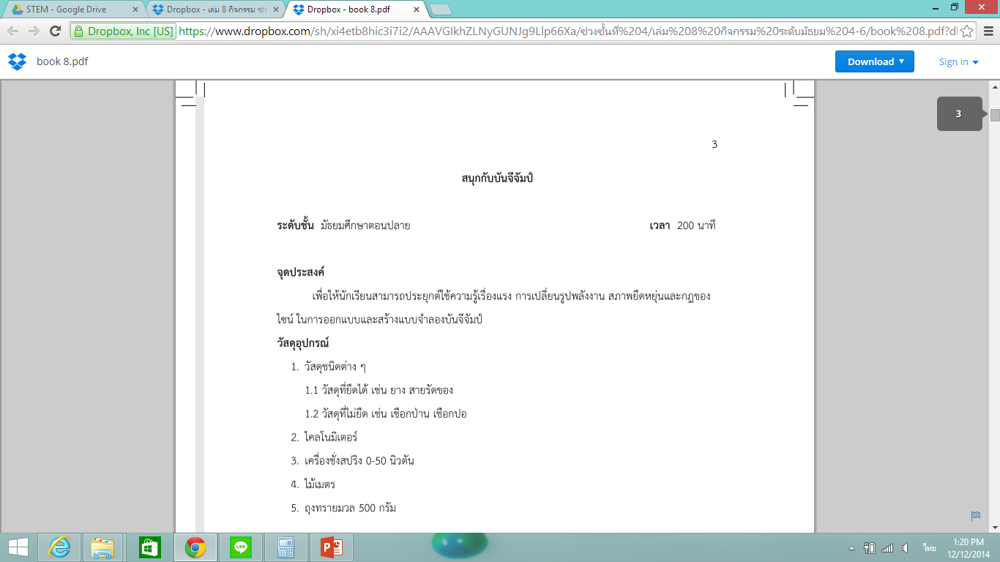 STEM - Google Drive
Dropbox - เล่ม 8 กิจกรรม ระ
Dropbox - book 8.pdf
Dropbox, Inc [US]
https://www.dropbox.com/sh/xi4etb8hic3i7i2/AAAVGIkhZLNyGUNJg9Llp66Xa/ช่วงชั้นที่%204/เล่ม%208%20กิจกรรม%20ระดับมัธยม%204-6/book%208.pdf?dl
book 8.pdf
Download
Sign in
3
3
สนุกกับบันจีจัมป์
ระดับชั้น มัธยมศึกษาตอนปลาย เวลา 200 นาที
จุดประสงค์
เพื่อให้นักเรียนสามารถประยุกต์ใช้ความรู้เรื่องแรง การเปลี่ยนรูปพลังงาน สภาพยืดหยุ่นและกฎของ
ไซน์ ในการออกแบบและสร้างแบบจำลองบันจีจัมป์
วัสดุอุปกรณ์
1. วัสดุชนิดต่าง ๆ
1.1 วัสดุที่ยืดได้ เช่น ยาง สายรัดของ
1.2 วัสดุที่ไม่ยืด เช่น เชือกป่าน เชือกปอ
2. ไคลโนมิเตอร์
3. เครื่องชั่งสปริง 0-50 นิวตัน
4. ไม้เมตร
5. ถุงทรายมวล 500 กรัม
LINE
ไทย
1:20 PM
12/12/2014